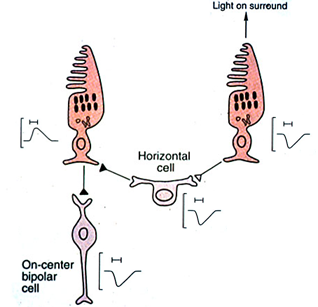 Light on surround
Horizontal
cell
On-center
bipolar
cell